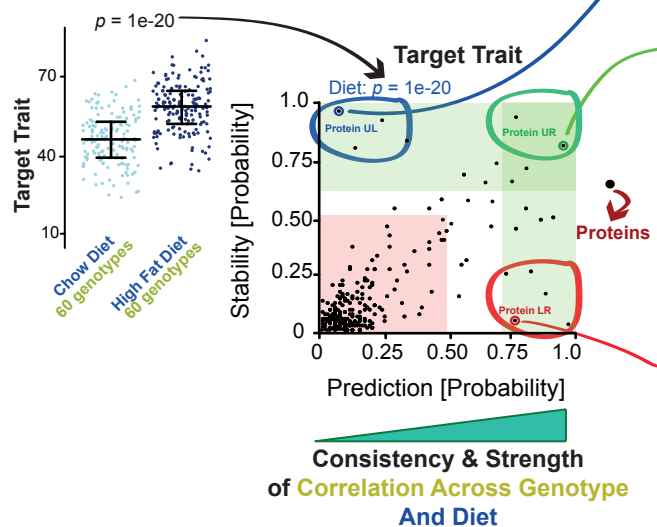 p = 1e-20
Target Trait
70
40
10
Chow Diet
60 genotypes
High Fat Diet
60 genotypes
Target Trait
Diet: p = 1e-20
Stability [Probability]
1.0
0.75
0.50
0.25
0
Protein UL
Protein UR
Protein LR
Proteins
0
0.25
0.50
0.75
1.0
Prediction [Probability]
Consistency & Strength
of Correlation Across Genotype
And Diet